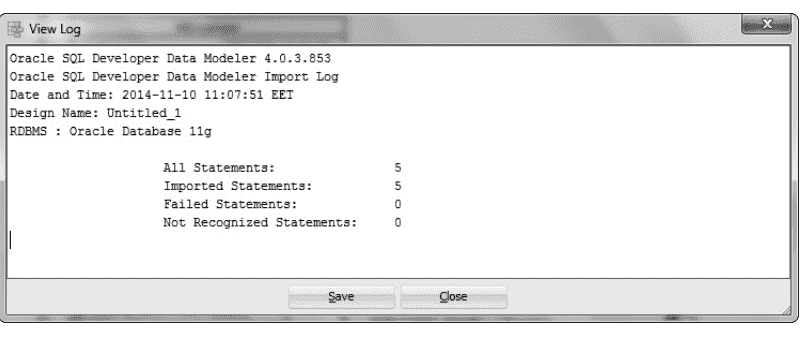 View Log
Oracle SQL Developer Data Modeler 4.0.3.853
Oracle SQL Developer Data Modeler Import Log
Date and Time: 2014-11-10 11:07:51 EET
Design Name: Untitled_1
RDBMS : Oracle Database 11g
All Statements: 5
Imported Statements: 5
Failed Statements: 0
Not Recognized Statements: 0
Save Close